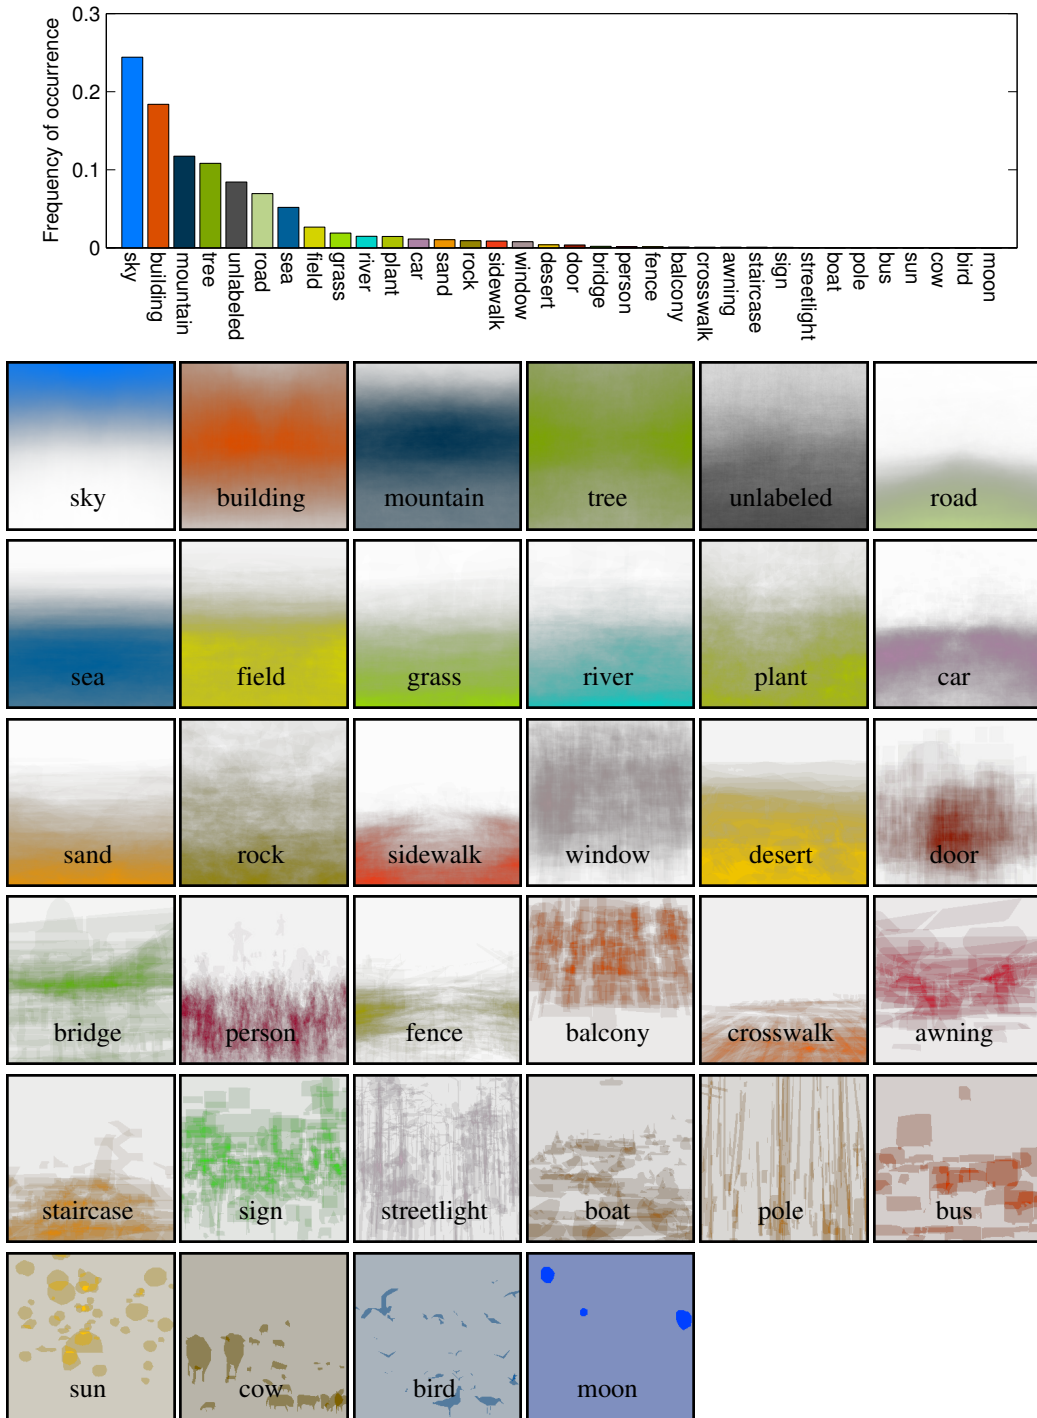 0.3
0.2
0.1
0
Frequency of occurrence
sky
building
mountain
tree
unlabeled
road
sea
field
grass
river
plant
car
sand
rock
sidewalk
window
desert
door
bridge
person
fence
balcony
crosswalk
awning
staircase
sign
streetlight
boat
pole
bus
sun
cow
bird
moon
sky building mountain tree unlabeled road
sea field grass river plant car
sand rock sidewalk window desert door
bridge person fence balcony crosswalk awning
staircase sign streetlight boat pole bus
sun cow bird moon